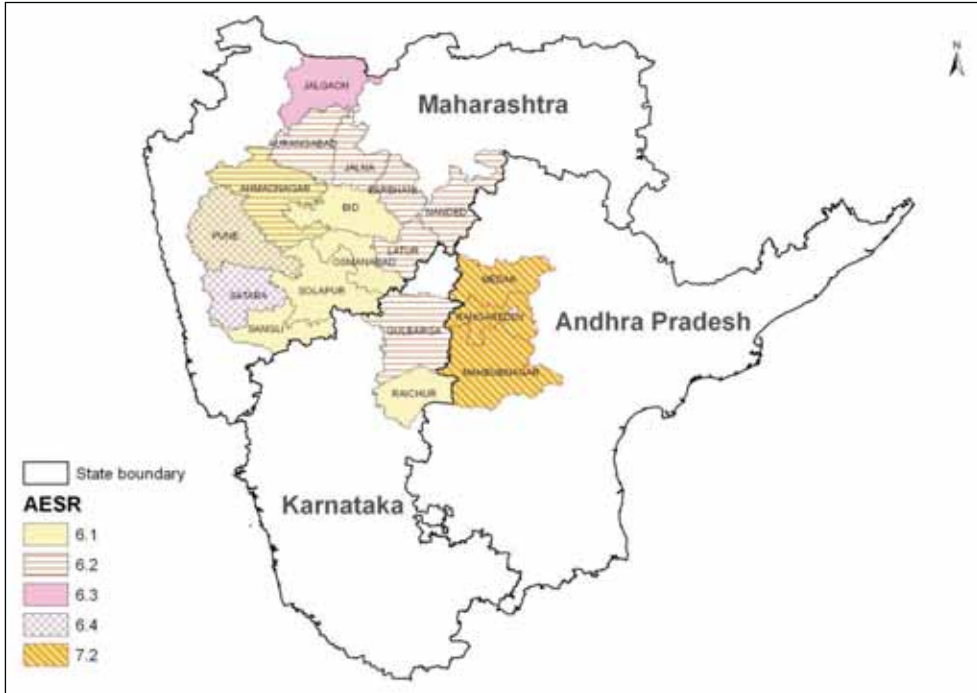 N
JALGAON
Maharashtra
AURANGABAD
JALNA
AHMADNAGAR
PARBHANI
BID
NANDED
PUNE
LATUR
OSMANABAD
MEDAK
SATARA
SOLAPUR
RANGAREDDY
Andhra Pradesh
SANGLI
GULBARGA
MAHBUBNAGAR
RAICHUR
State boundary
AESR
Karnataka
6.1
6.2
6.3
6.4
7.2